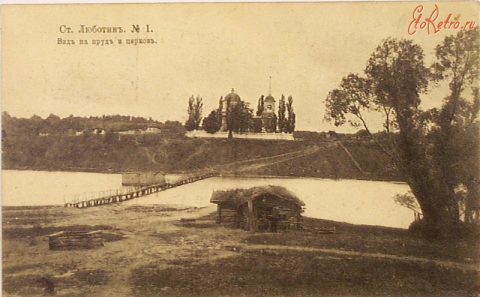 Ст. Люботинъ. № 1.
Видъ на прудъ и церковь.
EtoRetro.ru